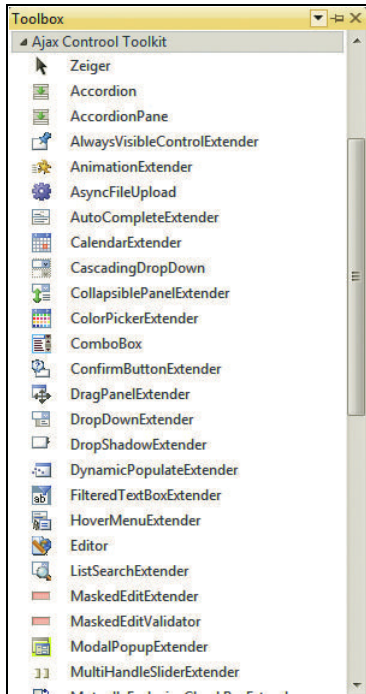 Toolbox
Ajax Controol Toolkit
Zeiger
Accordion
AccordionPane
AlwaysVisibleControlExtender
AnimationExtender
AsyncFileUpload
AutoCompleteExtender
CalendarExtender
CascadingDropDown
CollapsiblePanelExtender
ColorPickerExtender
ComboBox
ConfirmButtonExtender
DragPanelExtender
DropDownExtender
DropShadowExtender
DynamicPopulateExtender
FilteredTextBoxExtender
HoverMenuExtender
Editor
ListSearchExtender
MaskedEditExtender
MaskedEditValidator
ModalPopupExtender
MultiHandleSliderExtender